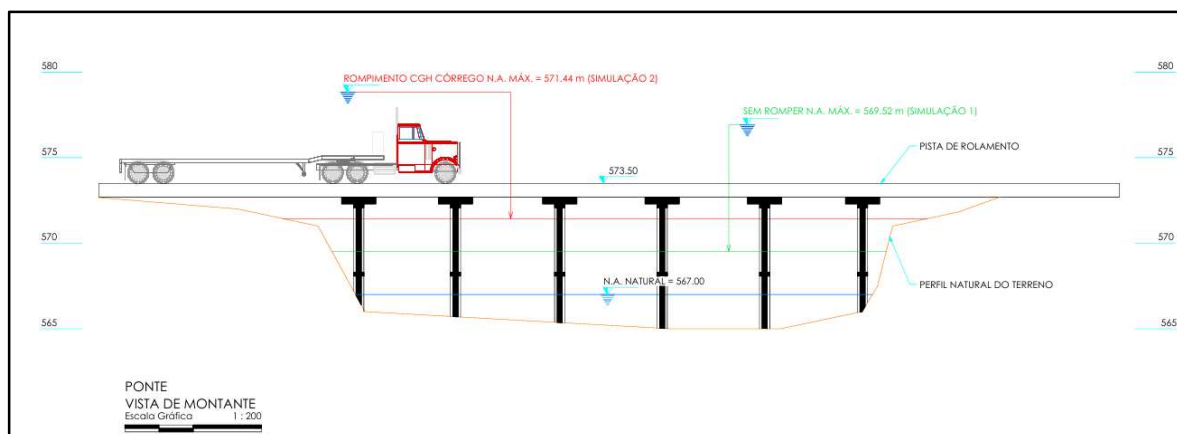 580
580
ROMPIMENTO CGH CÓRREGO N.A. MÁX. = 571.44 m (SIMULAÇÃO 2)
SEM ROMPER N.A. MÁX. = 569.52 m (SIMULAÇÃO 1)
PISTA DE ROLAMENTO
575
575
573.50
570
570
N.A. NATURAL = 567.00
PERFIL NATURAL DO TERRENO
565
565
PONTE
VISTA DE MONTANTE
Escala Gráfica 1 : 200